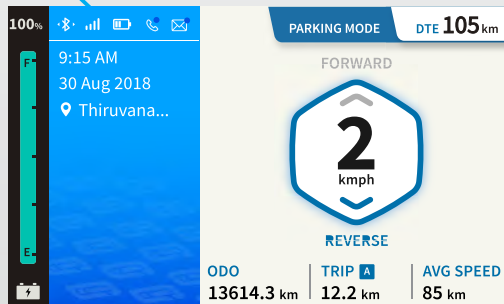 100%
F
E
9:15 AM
30 Aug 2018
Thiruvana...
PARKING MODE
DTE 105 km
FORWARD
2
kmph
REVERSE
ODO
13614.3 km
TRIP A
12.2 km
AVG SPEED
85 km